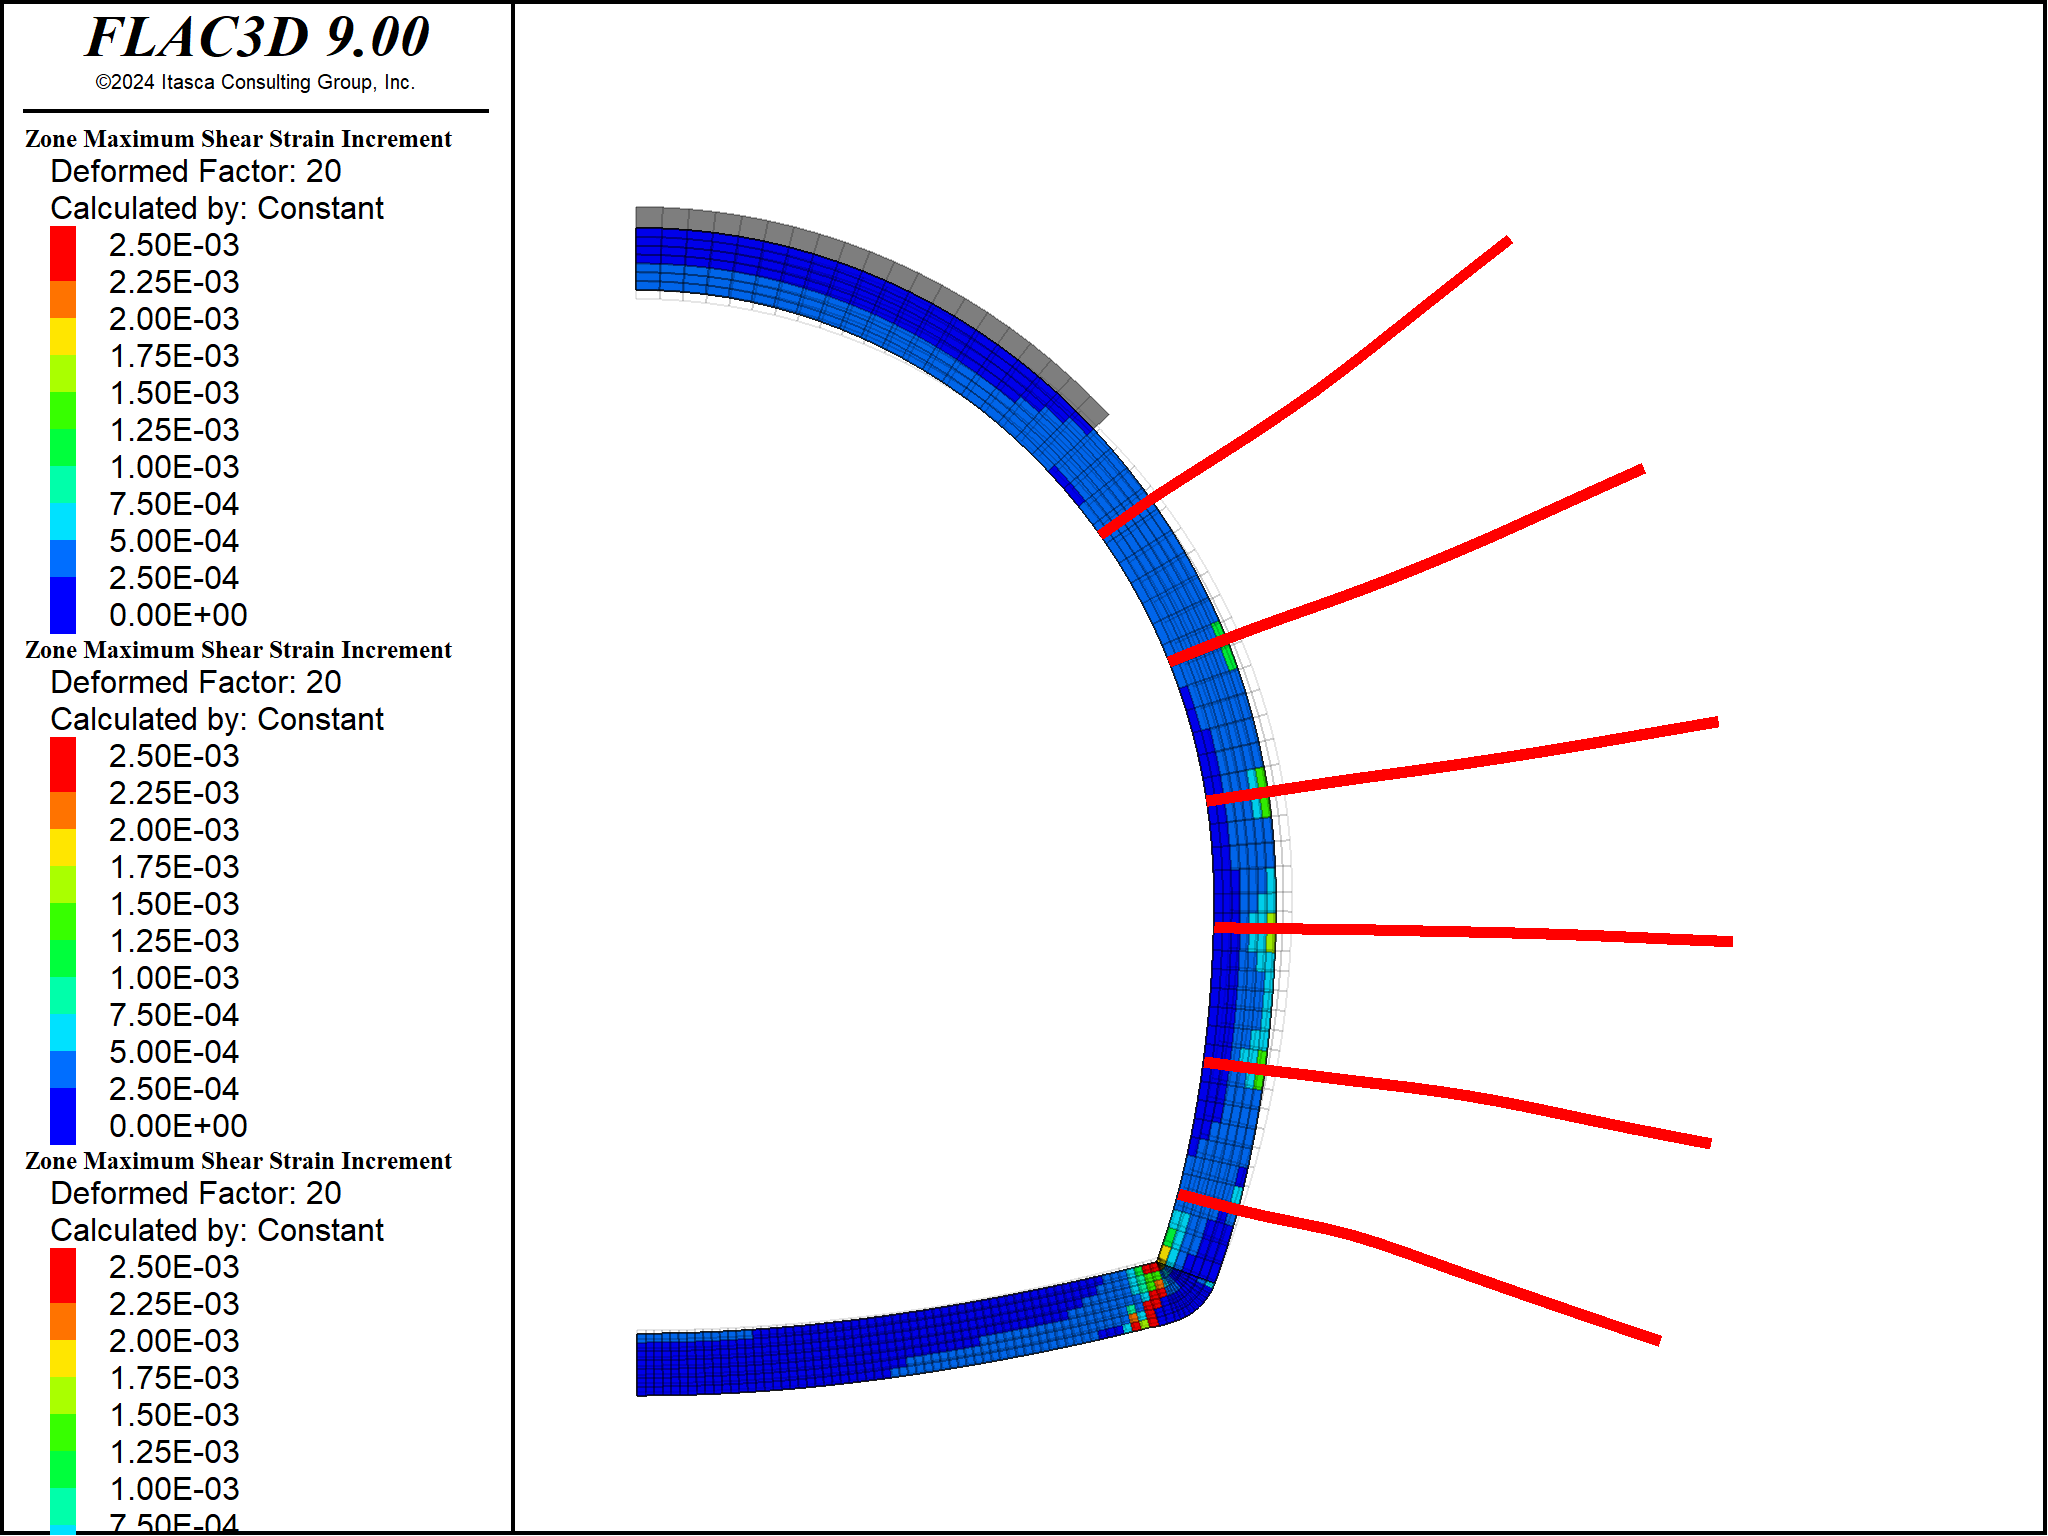 FLAC3D 9.00
©2024 Itasca Consulting Group, Inc.
Zone Maximum Shear Strain Increment
Deformed Factor: 20
Calculated by: Constant
2.50E-03
2.25E-03
2.00E-03
1.75E-03
1.50E-03
1.25E-03
1.00E-03
7.50E-04
5.00E-04
2.50E-04
0.00E+00
Zone Maximum Shear Strain Increment
Deformed Factor: 20
Calculated by: Constant
2.50E-03
2.25E-03
2.00E-03
1.75E-03
1.50E-03
1.25E-03
1.00E-03
7.50E-04
5.00E-04
2.50E-04
0.00E+00
Zone Maximum Shear Strain Increment
Deformed Factor: 20
Calculated by: Constant
2.50E-03
2.25E-03
2.00E-03
1.75E-03
1.50E-03
1.25E-03
1.00E-03
7.50E-04